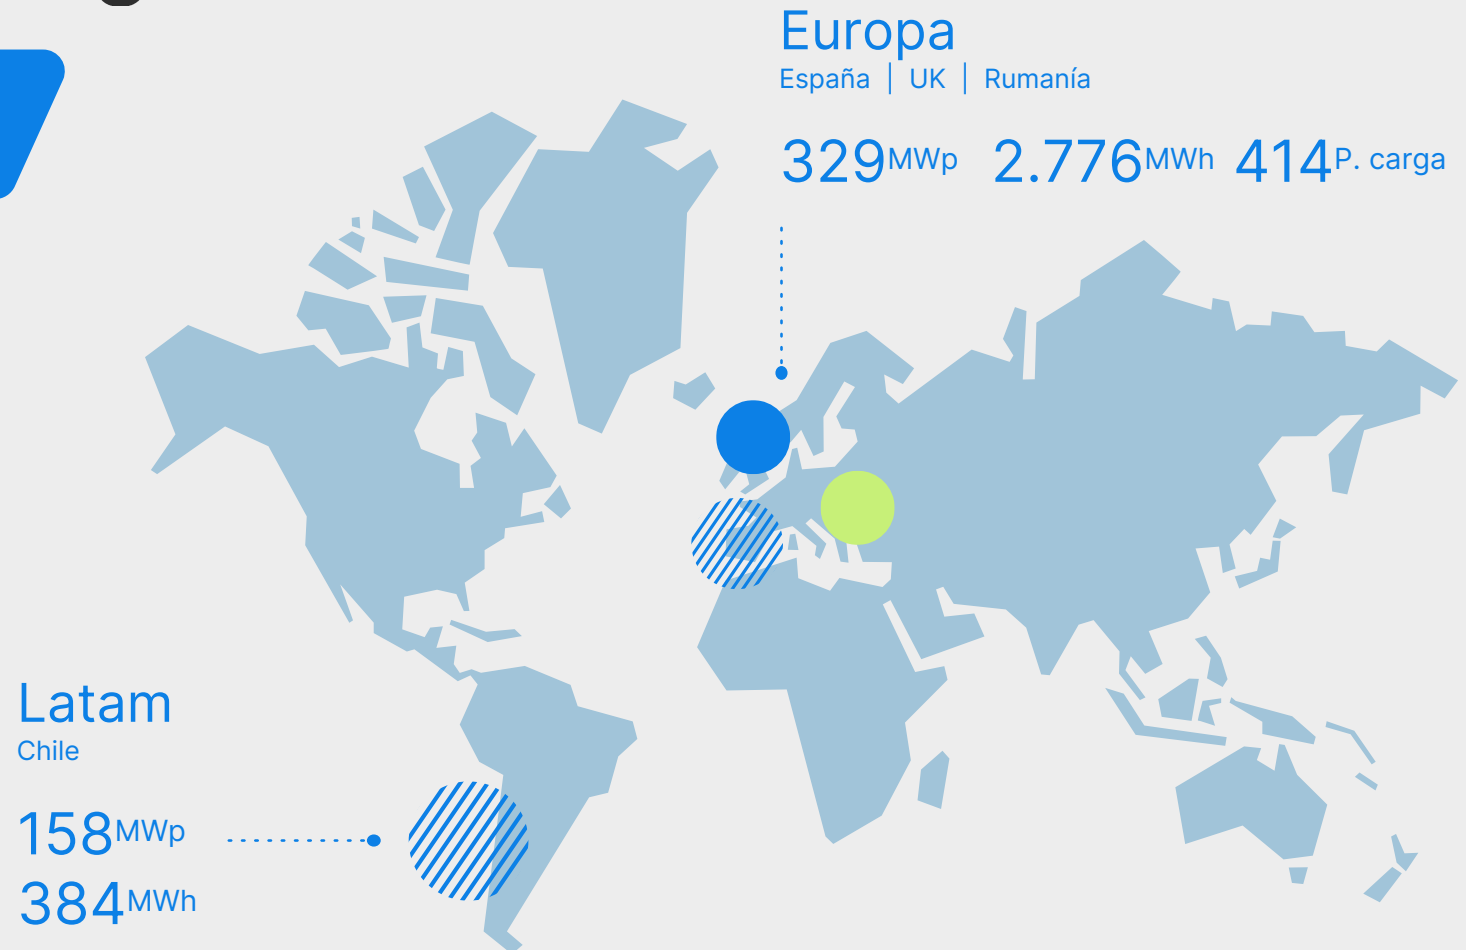 Europa
España | UK | Rumanía
329MWp 2.776MWh 414P. carga
Latam
Chile
158MWp
384MWh